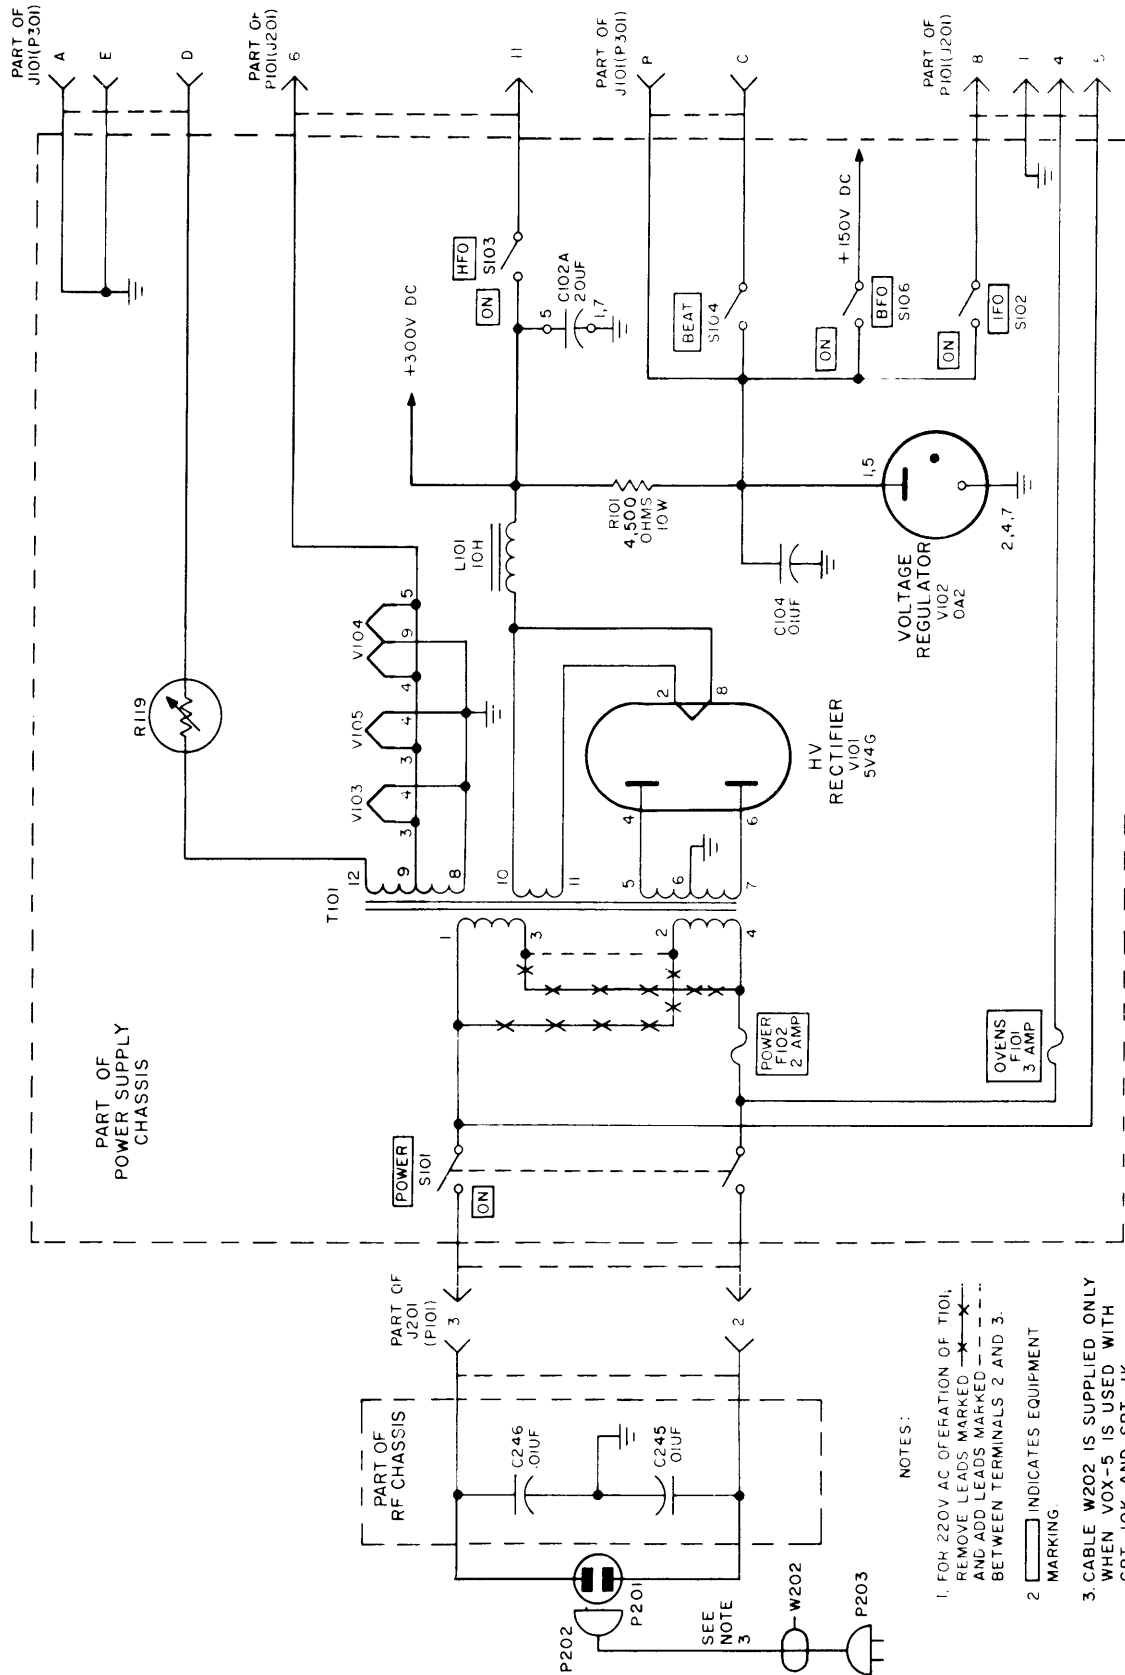 PART OF
J101(P301)
A
E
D
PART OF
P101(J201)
6
11
PART OF
J101(P301)
P
C
PART OF
P101(J201)
8
1
4
5
R119
V103
V105
V104
3
4
3
4
4
9
5
T101
12
9
8
10
11
5
6
7
1
3
2
4
L101
10H
+300V DC
ON
HFO
S103
5
C102A
20UF
1,7
R101
4,500
OHMS
10W
BEAT
S104
+150V DC
ON
BFO
S106
ON
IFO
S102
C104
.01UF
1,5
VOLTAGE
REGULATOR
V102
OA2
2,4,7
2
8
4
6
HV
RECTIFIER
V101
5V4G
PART OF
POWER SUPPLY
CHASSIS
POWER
S101
ON
POWER
F102
2 AMP
OVENS
F101
3 AMP
PART OF
J201
(P101)
3
2
PART OF
RF CHASSIS
C246
.01UF
C245
.01UF
P202
P201
SEE
NOTE
3
W202
P203
NOTES:
1. FOR 220V AC OPERATION OF T101,
REMOVE LEADS MARKED
AND ADD LEADS MARKED
BETWEEN TERMINALS 2 AND 3.
2 INDICATES EQUIPMENT
MARKING.
3. CABLE W202 IS SUPPLIED ONLY
WHEN VOX-5 IS USED WITH